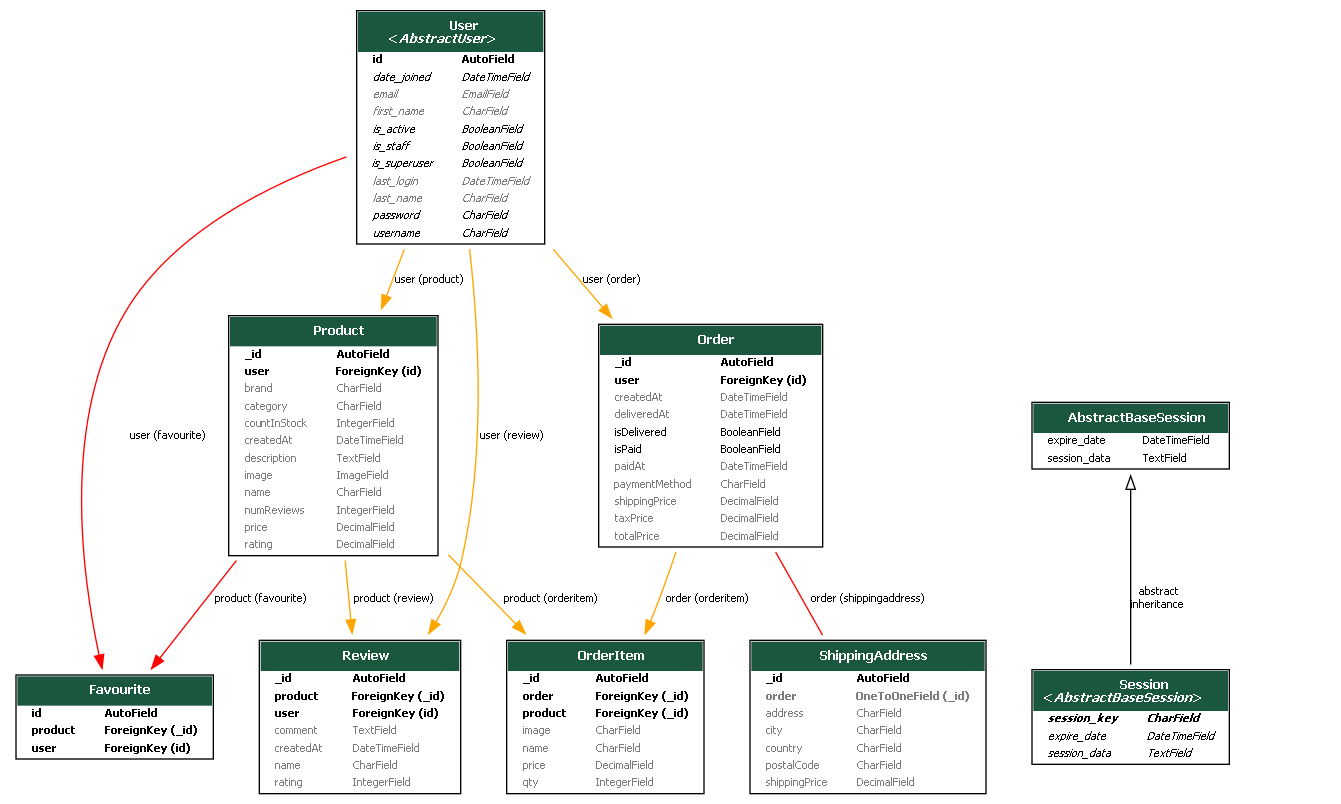 User
<AbstractUser>
id AutoField
date_joined DateTimeField
email EmailField
first_name CharField
is_active BooleanField
is_staff BooleanField
is_superuser BooleanField
last_login DateTimeField
last_name CharField
password CharField
username CharField
user (product)
user (order)
user (favourite)
user (review)
Product
_id AutoField
user ForeignKey (id)
brand CharField
category CharField
countInStock IntegerField
createdAt DateTimeField
description TextField
image ImageField
name CharField
numReviews IntegerField
price DecimalField
rating DecimalField
Order
_id AutoField
user ForeignKey (id)
createdAt DateTimeField
deliveredAt DateTimeField
isDelivered BooleanField
isPaid BooleanField
paidAt DateTimeField
paymentMethod CharField
shippingPrice DecimalField
taxPrice DecimalField
totalPrice DecimalField
AbstractBaseSession
expire_date DateTimeField
session_data TextField
product (favourite)
product (review)
product (orderitem)
order (orderitem)
order (shippingaddress)
abstract
inheritance
Favourite
id AutoField
product ForeignKey (_id)
user ForeignKey (id)
Review
_id AutoField
product ForeignKey (_id)
user ForeignKey (id)
comment TextField
createdAt DateTimeField
name CharField
rating IntegerField
OrderItem
_id AutoField
order ForeignKey (_id)
product ForeignKey (_id)
image CharField
name CharField
price DecimalField
qty IntegerField
ShippingAddress
_id AutoField
order OneToOneField (_id)
address CharField
city CharField
country CharField
postalCode CharField
shippingPrice DecimalField
Session
<AbstractBaseSession>
session_key CharField
expire_date DateTimeField
session_data TextField